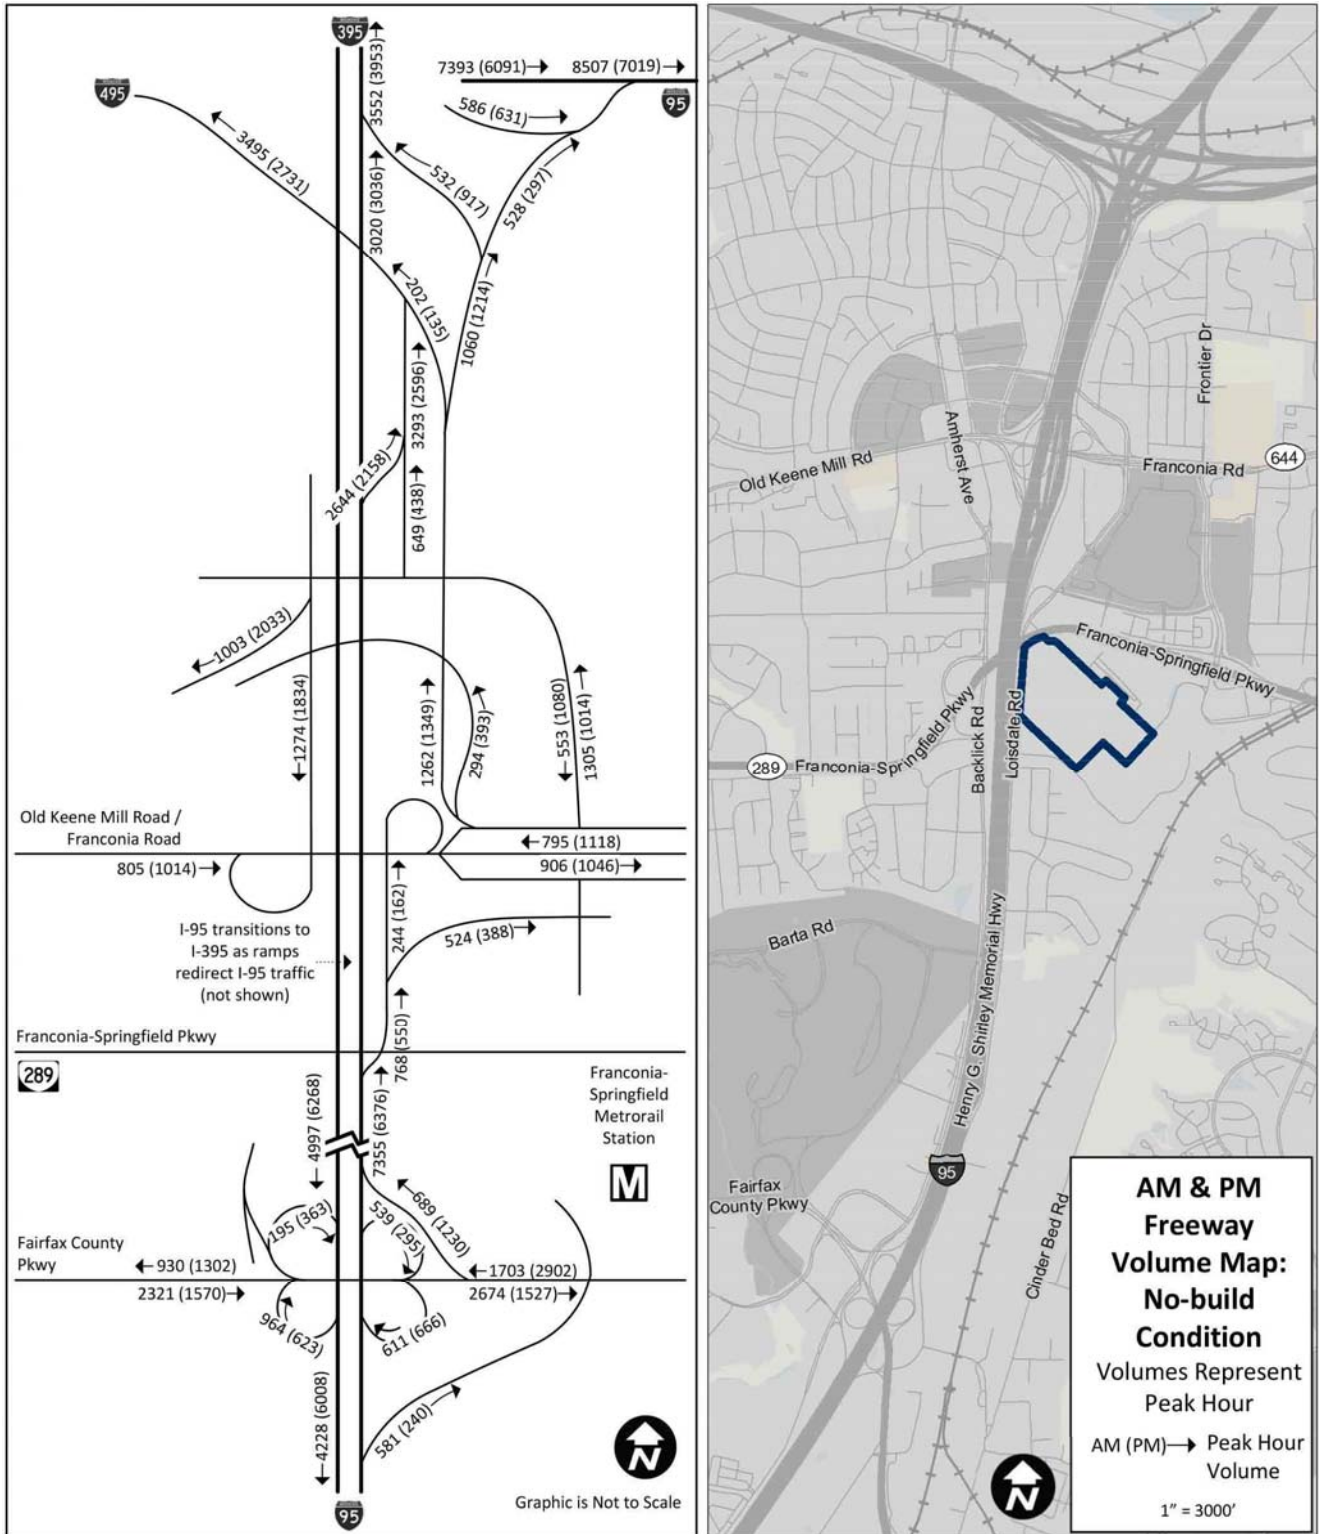 395
3552 (3953)
7393 (6091)
8507 (7019)
95
495
586 (631)
3495 (2731)
3020 (3036)
532 (917)
528 (297)
202 (135)
1060 (1214)
3293 (2596)
2644 (2158)
649 (438)
1003 (2033)
1274 (1834)
1262 (1349)
294 (393)
553 (1080)
1305 (1014)
Old Keene Mill Road /
Franconia Road
795 (1118)
805 (1014)
906 (1046)
244 (162)
524 (388)
I-95 transitions to
I-395 as ramps
redirect I-95 traffic
(not shown)
Franconia-Springfield Pkwy
768 (550)
289
Franconia-
Springfield
Metrorail
Station
M
4997 (6268)
7355 (6376)
689 (1230)
195 (363)
539 (295)
Fairfax County
Pkwy
930 (1302)
1703 (2902)
2321 (1570)
2674 (1527)
964 (623)
611 (666)
4228 (6008)
581 (240)
N
Graphic is Not to Scale
95
Frontier Dr
Amherst Ave
Old Keene Mill Rd
Franconia Rd
644
Franconia-Springfield Pkwy
Franconia-Springfield Pkwy
289
Backlick Rd
Loisdale Rd
Barta Rd
Henry G. Shirley Memorial Hwy
95
Fairfax
County Pkwy
Cinder Bed Rd
N
AM & PM
Freeway
Volume Map:
No-build
Condition
Volumes Represent
Peak Hour
AM (PM) Peak Hour
Volume
1" = 3000'